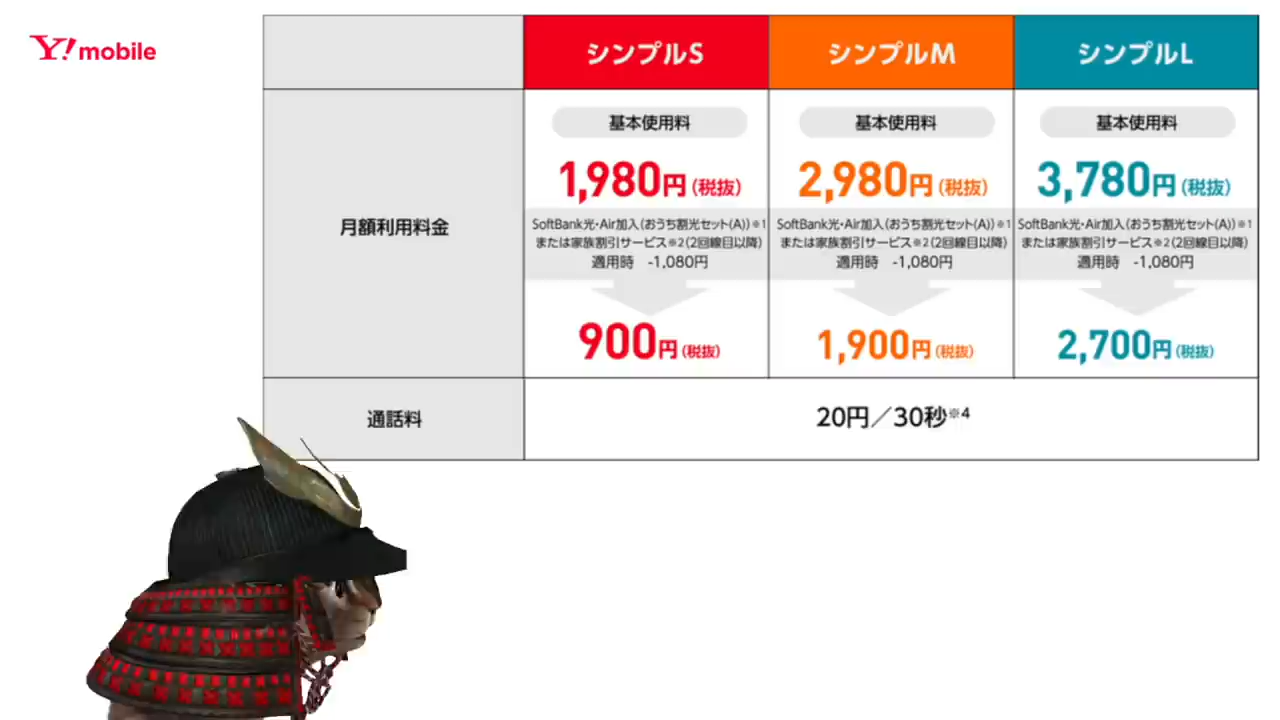 Y!mobile
シンプルS
シンプルM
シンプルL
月額利用料金
基本使用料
1,980円(税抜)
SoftBank光・Air加入(おうち割光セット(A))※1
または家族割引サービス※2(2回線目以降)
適用時 -1,080円
900円(税抜)
基本使用料
2,980円(税抜)
SoftBank光・Air加入(おうち割光セット(A))※1
または家族割引サービス※2(2回線目以降)
適用時 -1,080円
1,900円(税抜)
基本使用料
3,780円(税抜)
SoftBank光・Air加入(おうち割光セット(A))※1
または家族割引サービス※2(2回線目以降)
適用時 -1,080円
2,700円(税抜)
通話料
20円/30秒※4